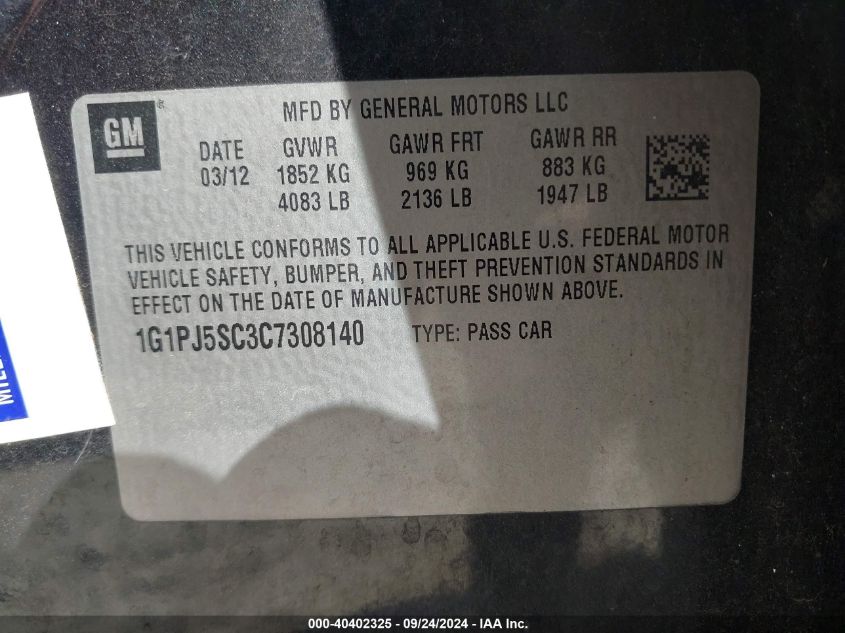 GM
MFD BY GENERAL MOTORS LLC
DATE GVWR GAWR FRT GAWR RR
03/12 1852 KG 969 KG 883 KG
4083 LB 2136 LB 1947 LB
THIS VEHICLE CONFORMS TO ALL APPLICABLE U.S. FEDERAL MOTOR
VEHICLE SAFETY, BUMPER, AND THEFT PREVENTION STANDARDS IN
EFFECT ON THE DATE OF MANUFACTURE SHOWN ABOVE.
1G1PJ5SC3C7308140 TYPE: PASS CAR
000-40402325 - 09/24/2024 - IAA Inc.